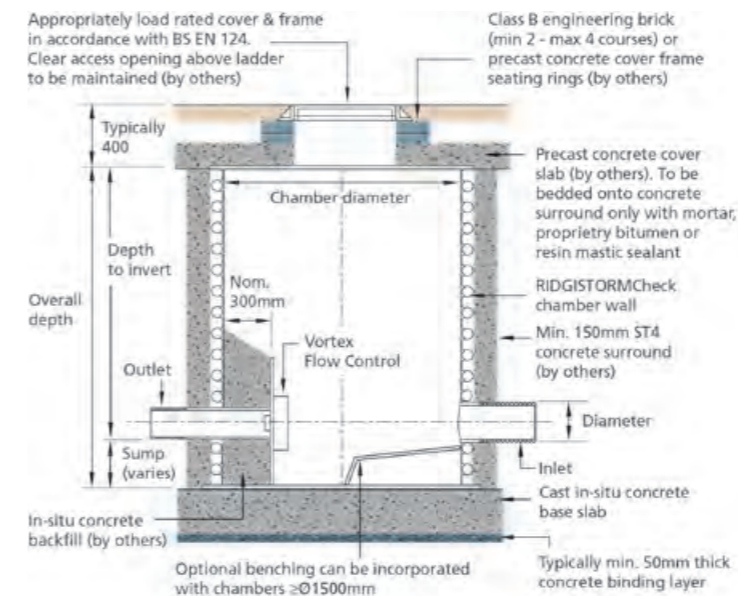 Appropriately load rated cover & frame
in accordance with BS EN 124.
Clear access opening above ladder
to be maintained (by others)
Class B engineering brick
(min 2 - max 4 courses) or
precast concrete cover frame
seating rings (by others)
Typically
400
Precast concrete cover
slab (by others). To be
bedded onto concrete
surround only with mortar,
proprietry bitumen or
resin mastic sealant
Chamber diameter
Depth
to invert
Nom.
300mm
Overall
depth
RIDGISTORMCheck
chamber wall
Vortex
Flow Control
Min. 150mm ST4
concrete surround
(by others)
Outlet
Diameter
Sump
(varies)
Inlet
Cast in-situ concrete
base slab
In-situ concrete
backfill (by others)
Optional benching can be incorporated
with chambers ≥Ø1500mm
Typically min. 50mm thick
concrete binding layer